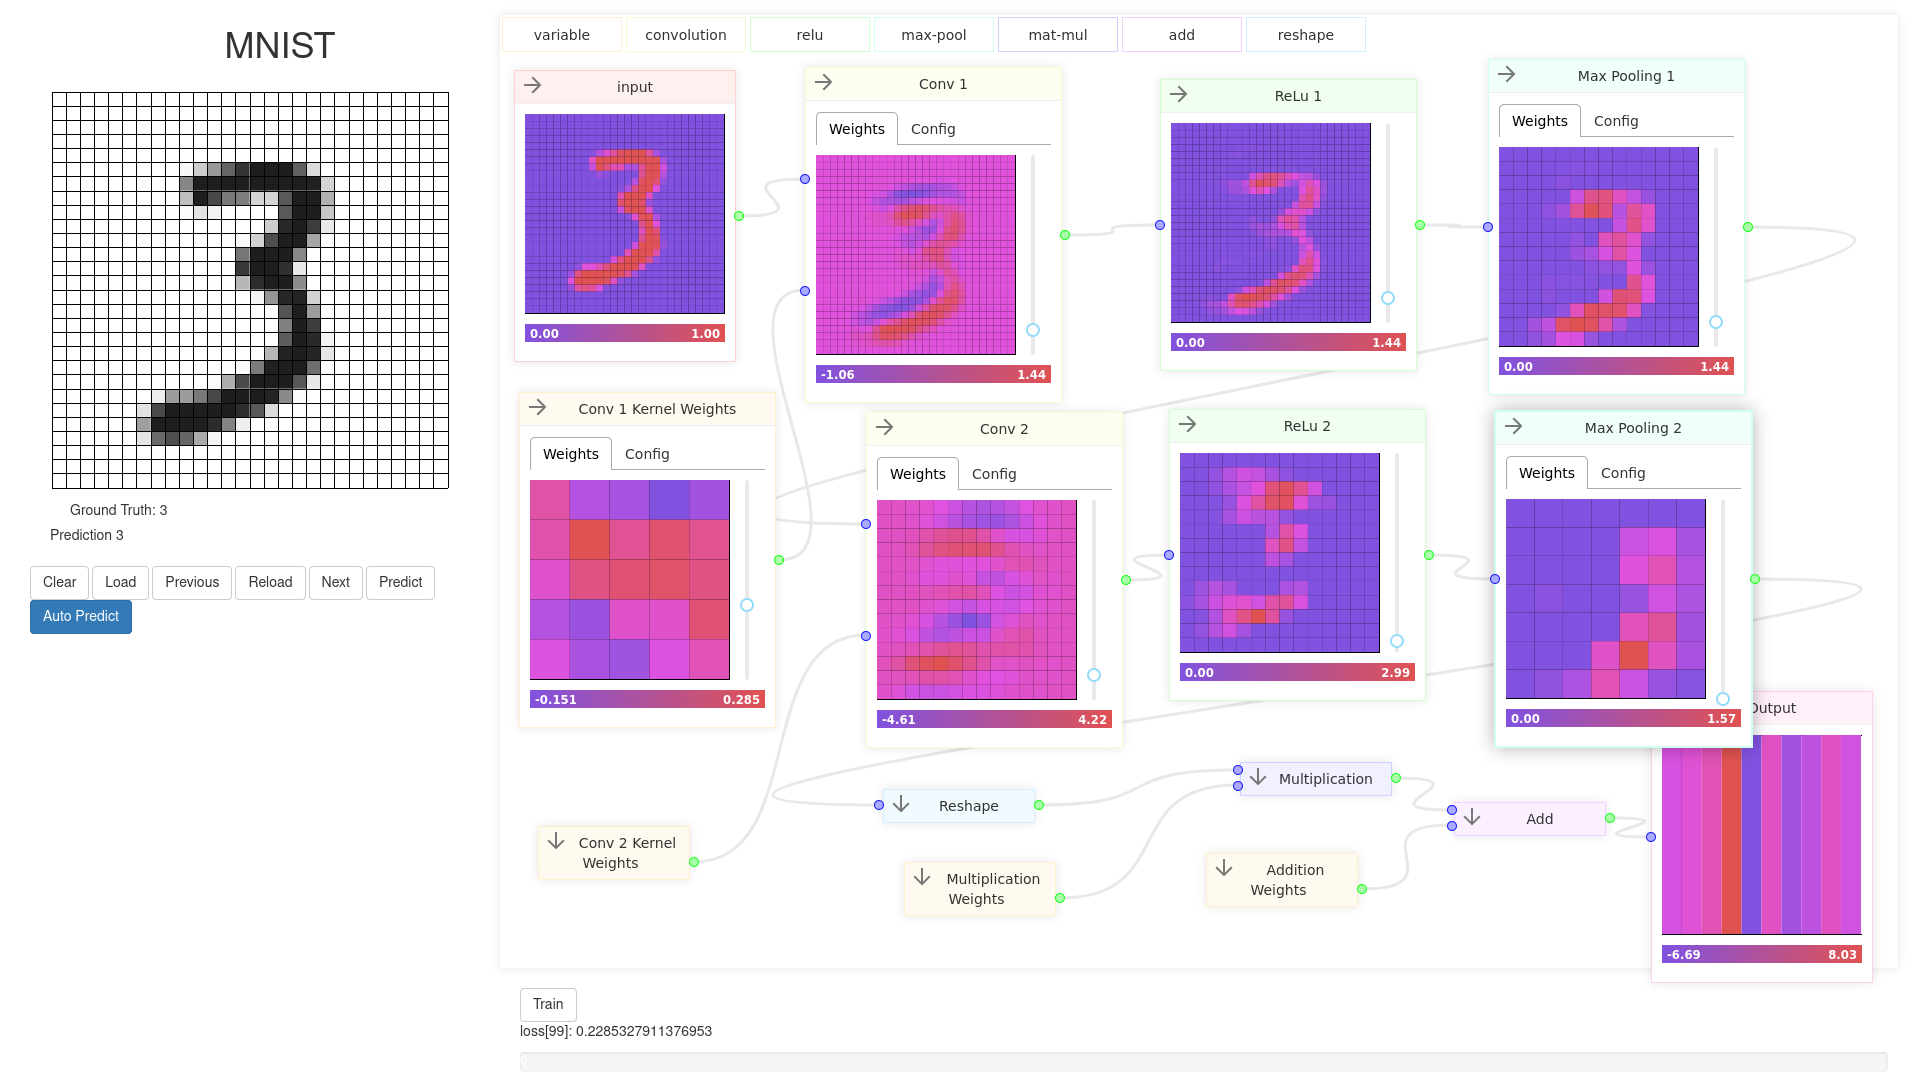 MNIST
Ground Truth: 3
Prediction 3
Clear
Load
Previous
Reload
Next
Predict
Auto Predict
variable
convolution
relu
max-pool
mat-mul
add
reshape
input
0.00 1.00
Conv 1
Weights Config
-1.06 1.44
ReLu 1
0.00 1.44
Max Pooling 1
Weights Config
0.00 1.44
Conv 1 Kernel Weights
Weights Config
-0.151 0.285
Conv 2
Weights Config
-4.61 4.22
ReLu 2
0.00 2.99
Max Pooling 2
Weights Config
0.00 1.57
Output
-6.69 8.03
Reshape
Multiplication
Add
Conv 2 Kernel
Weights
Multiplication
Weights
Addition
Weights
Train
loss[99]: 0.2285327911376953